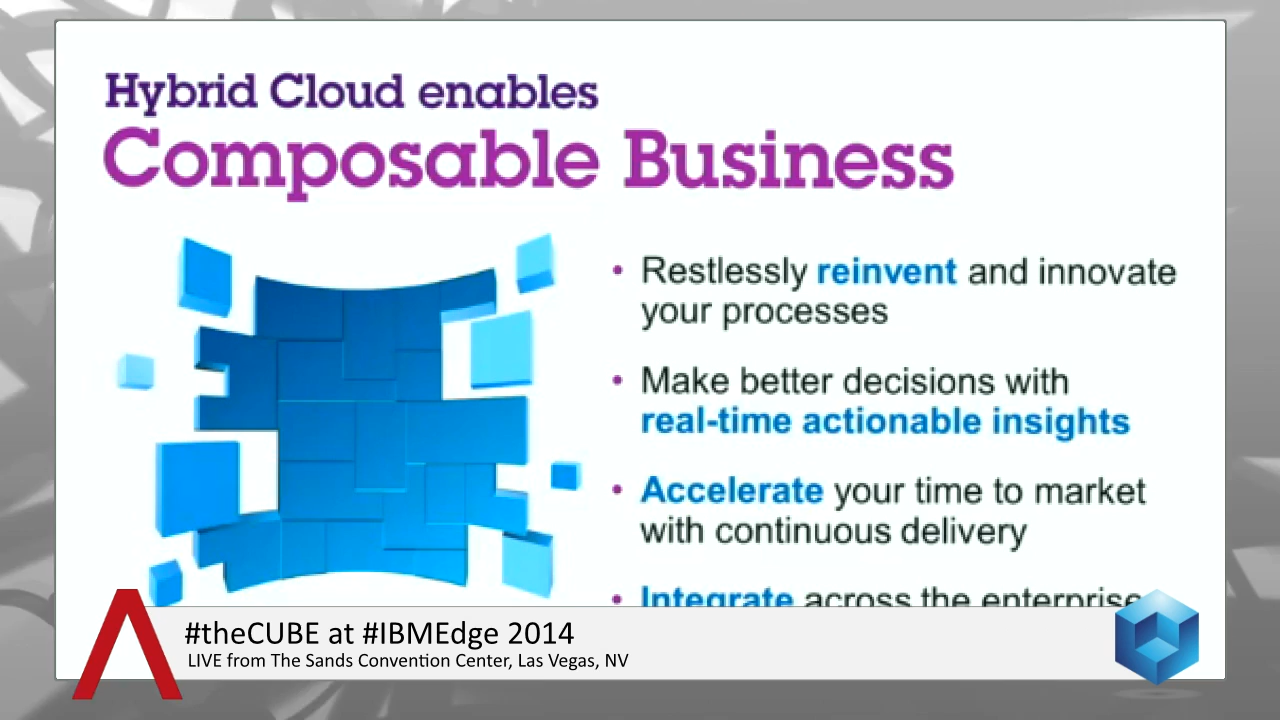 Hybrid Cloud enables
Composable Business
• Restlessly reinvent and innovate
your processes
• Make better decisions with
real-time actionable insights
• Accelerate your time to market
with continuous delivery
• Integrate across the enterprise
#theCUBE at #IBMEdge 2014
LIVE from The Sands Convention Center, Las Vegas, NV